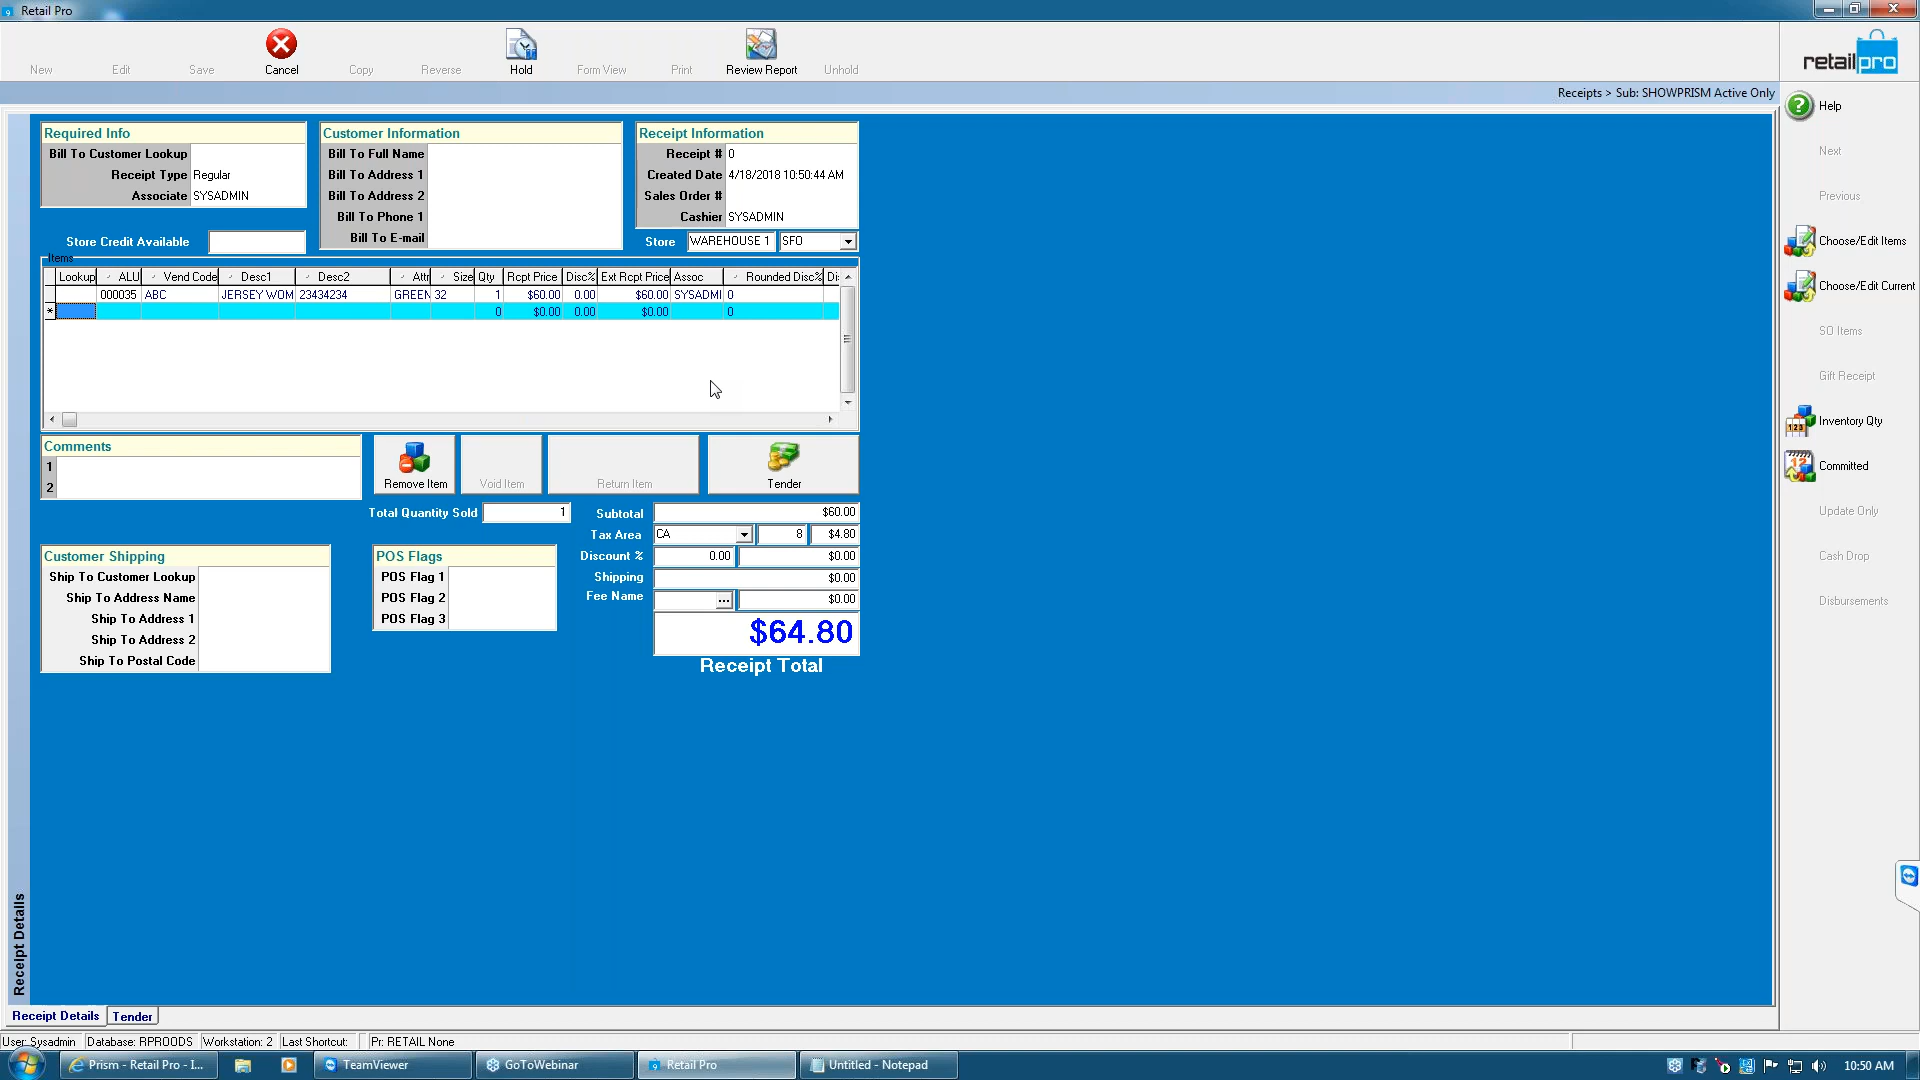 Retail Pro
New Edit Save Cancel Copy Reverse Hold Form View Print Review Report Unhold
retailpro
Receipts > Sub: SHOWPRISM Active Only
Help
Next
Previous
Choose/Edit Items
Choose/Edit Current
SO Items
Gift Receipt
Inventory Qty
Committed
Update Only
Cash Drop
Disbursements
Required Info
Bill To Customer Lookup
Receipt Type Regular
Associate SYSADMIN
Store Credit Available
Customer Information
Bill To Full Name
Bill To Address 1
Bill To Address 2
Bill To Phone 1
Bill To E-mail
Receipt Information
Receipt # 0
Created Date 4/18/2018 10:50:44 AM
Sales Order #
Cashier SYSADMIN
Store WAREHOUSE 1 SFO
Items
Lookup ALU Vend Code Desc1 Desc2 Attr Size Qty Rcpt Price Disc% Ext Rcpt Price Assoc Rounded Disc% Di
000035 ABC JERSEY WOM 23434234 GREEN 32 1 $60.00 0.00 $60.00 SYSADMI 0
* 0 $0.00 0.00 $0.00 0
Comments
1
2
Remove Item Void Item Return Item Tender
Total Quantity Sold 1
Subtotal $60.00
Tax Area CA 8 $4.80
Discount % 0.00 $0.00
Shipping $0.00
Fee Name ... $0.00
$64.80
Receipt Total
Customer Shipping
Ship To Customer Lookup
Ship To Address Name
Ship To Address 1
Ship To Address 2
Ship To Postal Code
POS Flags
POS Flag 1
POS Flag 2
POS Flag 3
Receipt Details
Receipt Details Tender
User: Sysadmin Database: RPROODS Workstation: 2 Last Shortcut: Pr: RETAIL None
Prism - Retail Pro - I... TeamViewer GoToWebinar Retail Pro Untitled - Notepad 10:50 AM